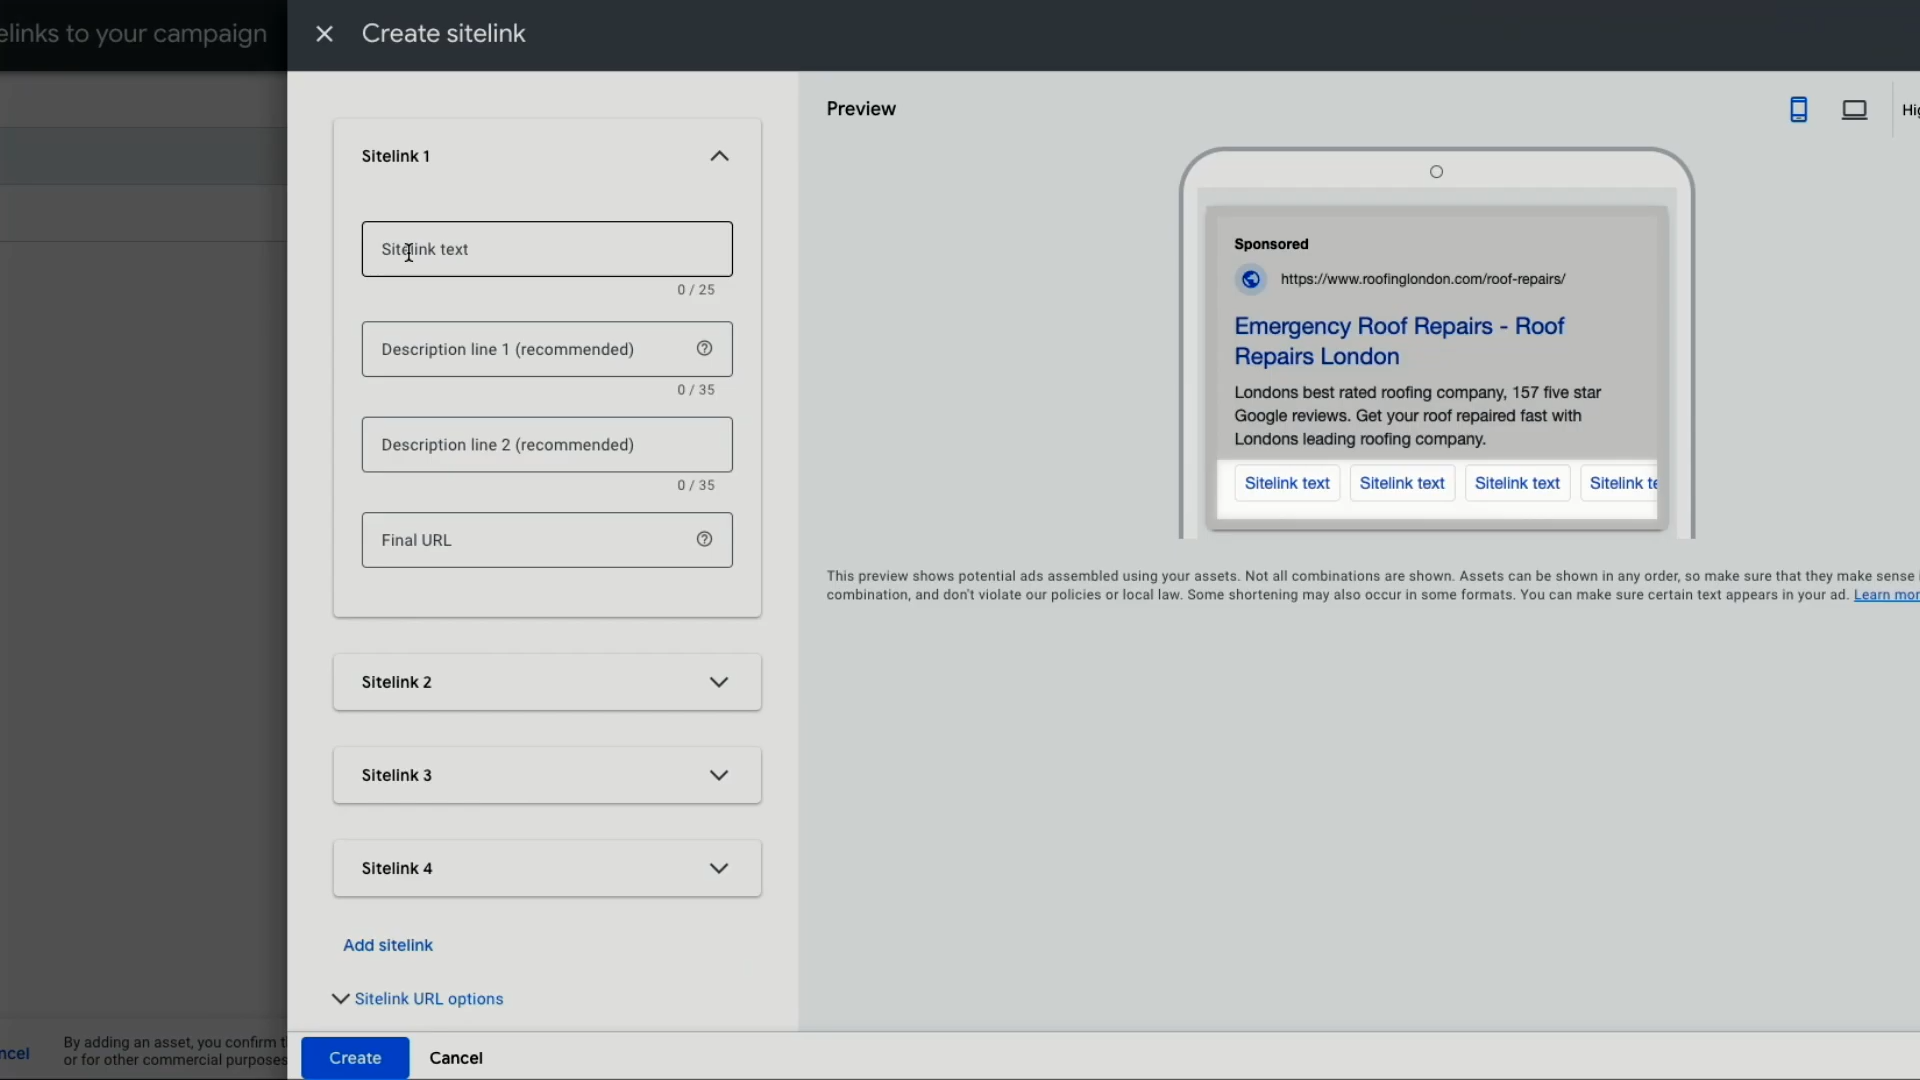 elinks to your campaign
Create sitelink
Sitelink 1
Sitelink text
0 / 25
Description line 1 (recommended)
0 / 35
Description line 2 (recommended)
0 / 35
Final URL
Sitelink 2
Sitelink 3
Sitelink 4
Add sitelink
Sitelink URL options
ncel
By adding an asset, you confirm t
or for other commercial purposes
Create
Cancel
Preview
Hig
Sponsored
https://www.roofinglondon.com/roof-repairs/
Emergency Roof Repairs - Roof
Repairs London
Londons best rated roofing company, 157 five star
Google reviews. Get your roof repaired fast with
Londons leading roofing company.
Sitelink text Sitelink text Sitelink text Sitelink te
This preview shows potential ads assembled using your assets. Not all combinations are shown. Assets can be shown in any order, so make sure that they make sense i
combination, and don't violate our policies or local law. Some shortening may also occur in some formats. You can make sure certain text appears in your ad. Learn mor